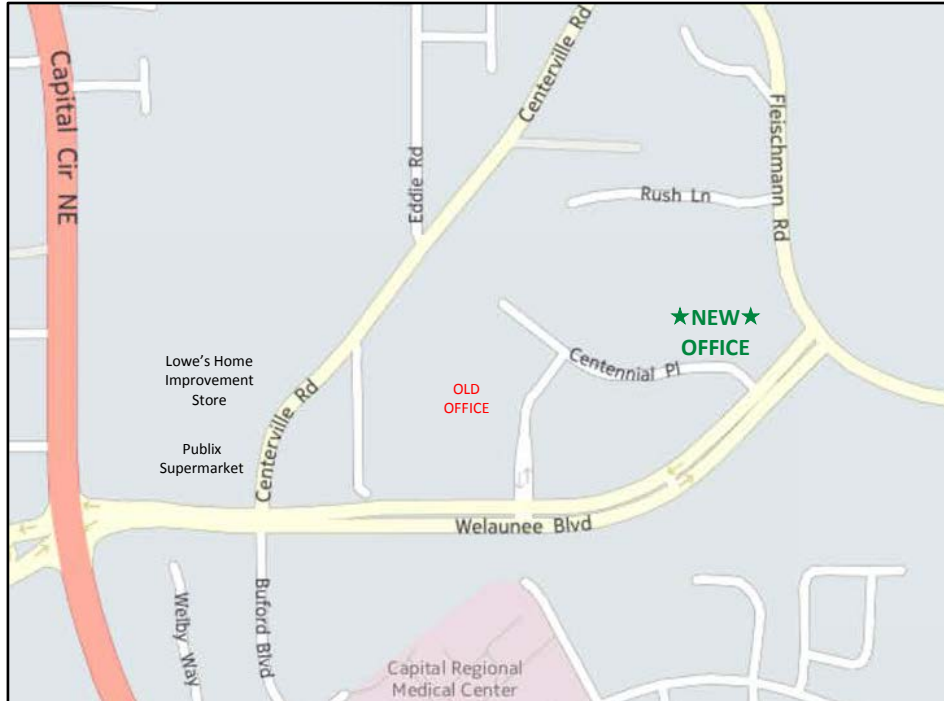 Capital Cir NE
Centerville Rd
Eddie Rd
Fleischmann Rd
Rush Ln
★NEW★
OFFICE
Centennial Pl
Lowe's Home
Improvement
Store
OLD
OFFICE
Centerville Rd
Publix
Supermarket
Welaunee Blvd
Welby Way
Buford Blvd
Capital Regional
Medical Center